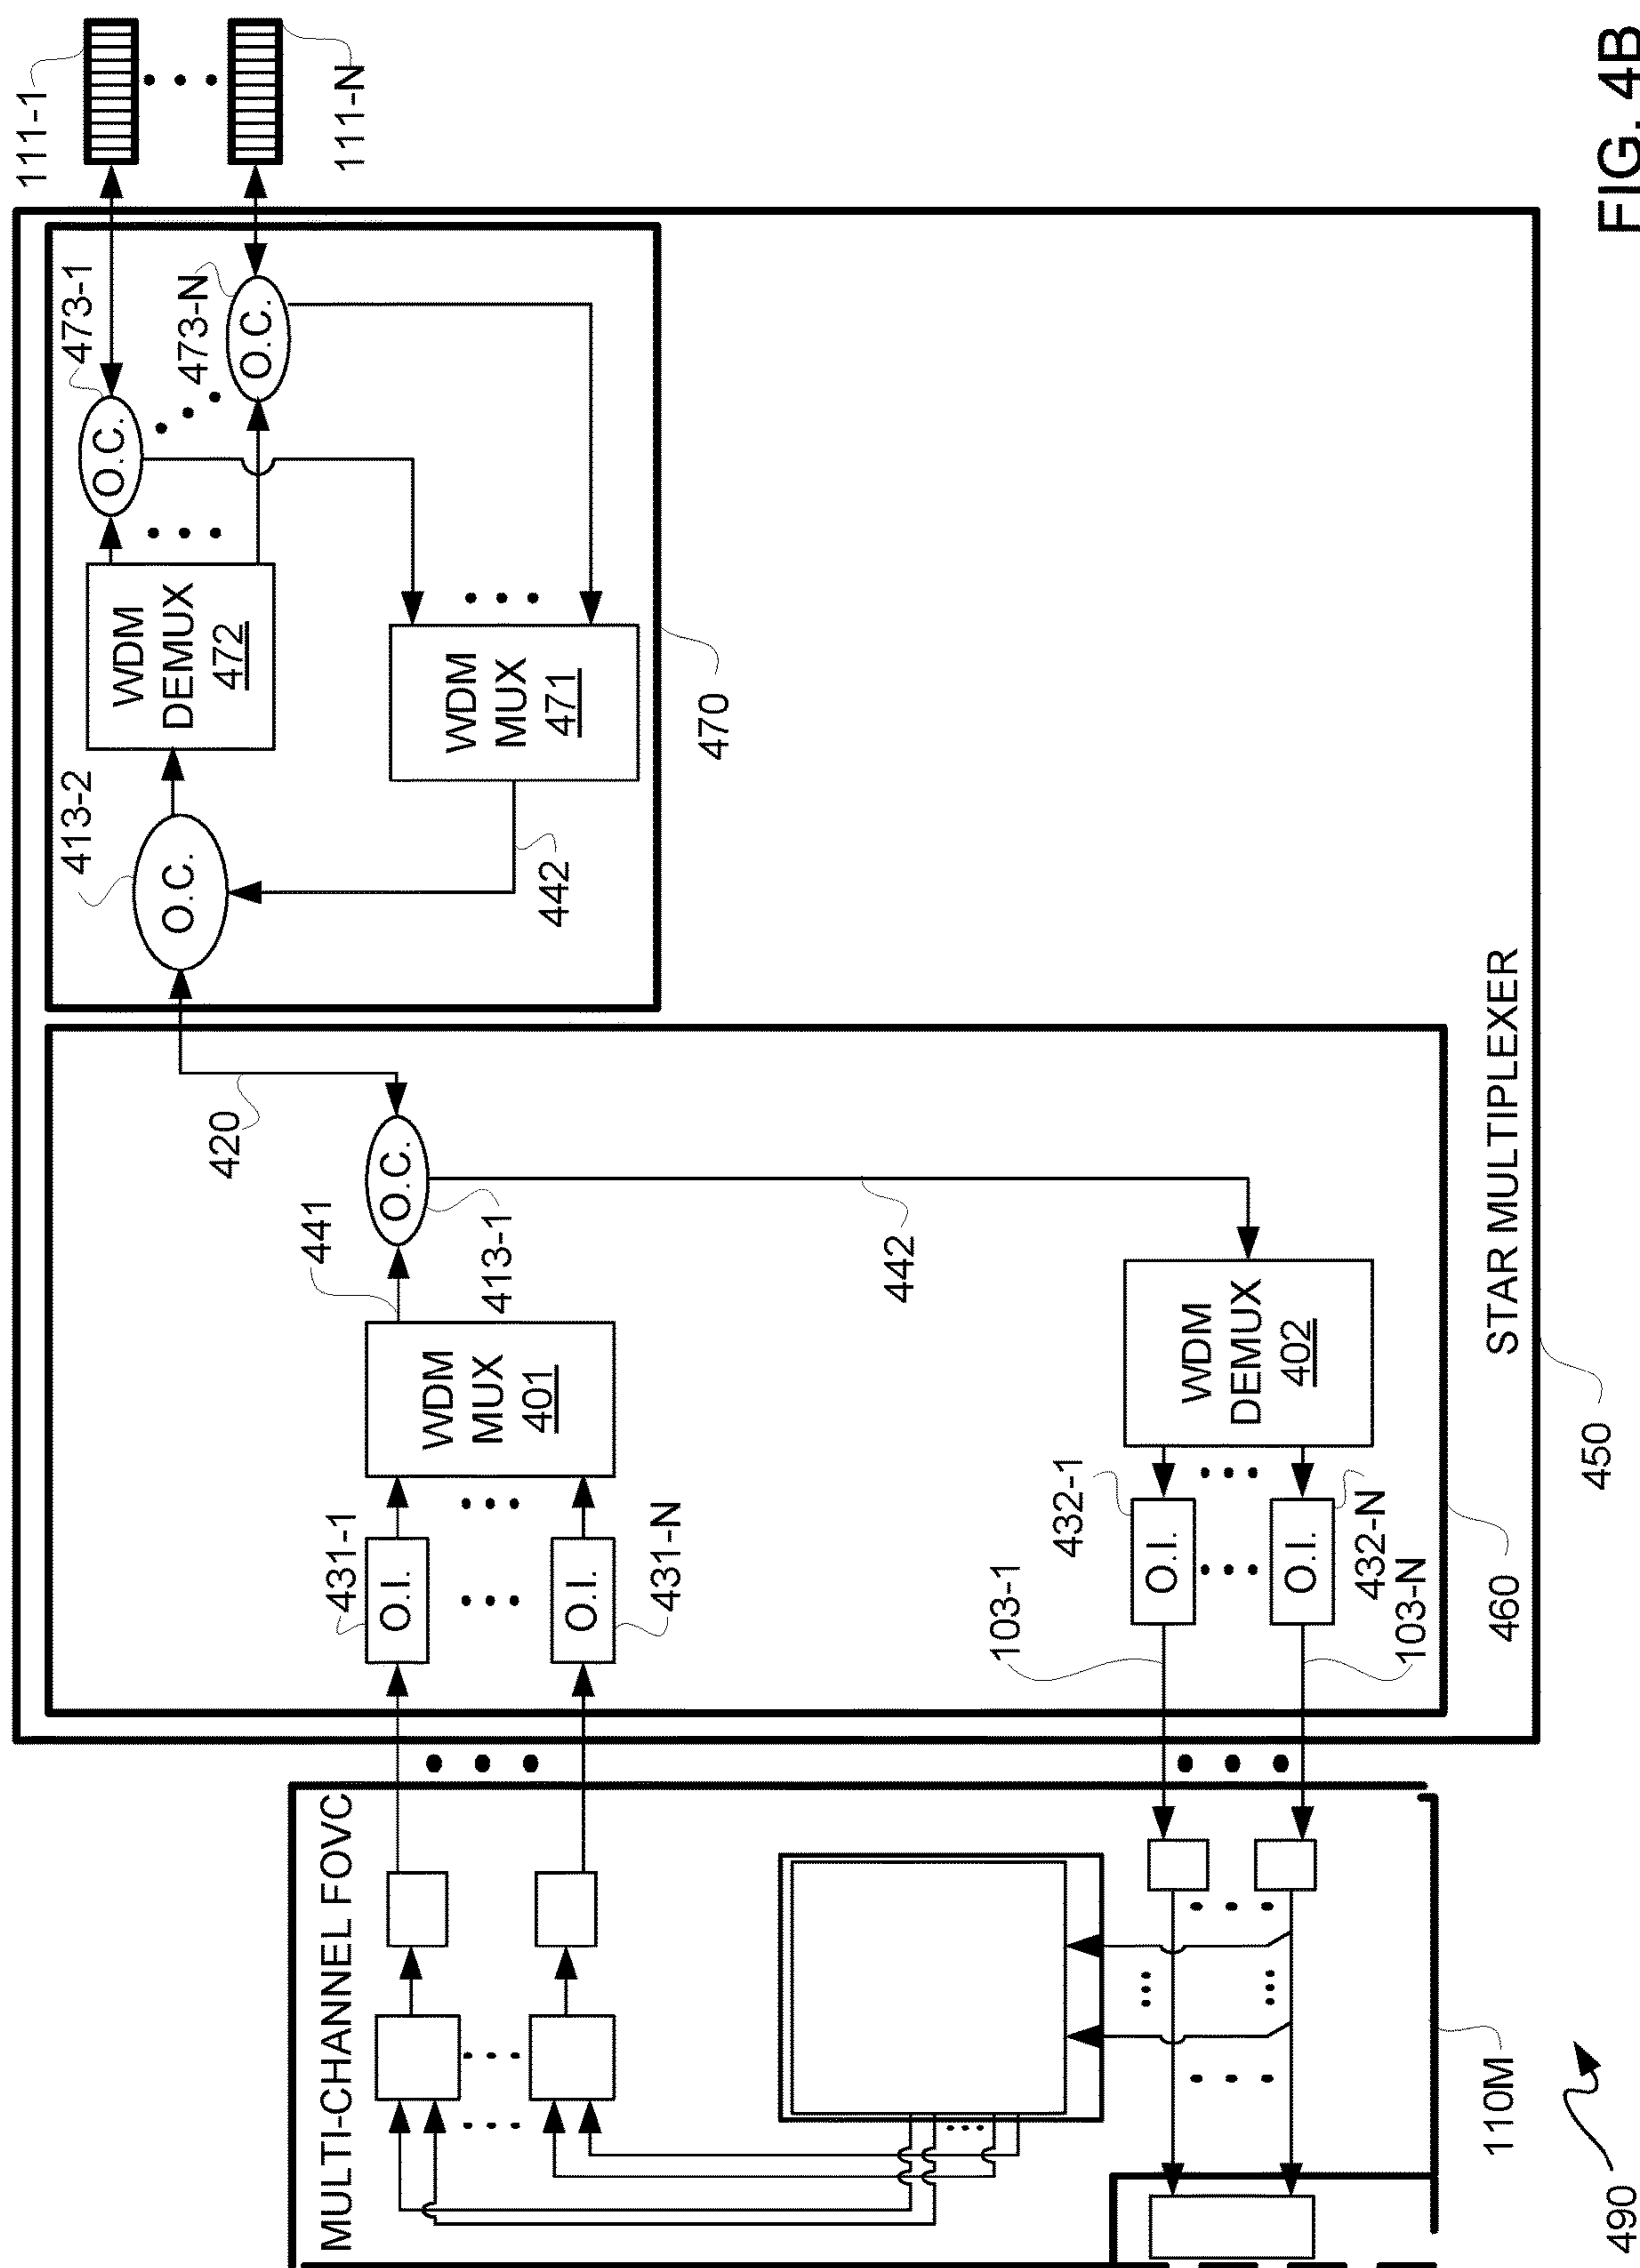 MULTI-CHANNEL FOVC
110M
490
431-1
O.I.
O.I.
431-N
WDM
MUX
401
441
O.C.
413-1
420
442
WDM
DEMUX
402
432-1
O.I.
O.I.
432-N
103-1
103-N
460
450
STAR MULTIPLEXER
413-2
O.C.
442
WDM
DEMUX
472
WDM
MUX
471
470
O.C.
473-1
O.C.
473-N
111-1
111-N
FIG. 4B